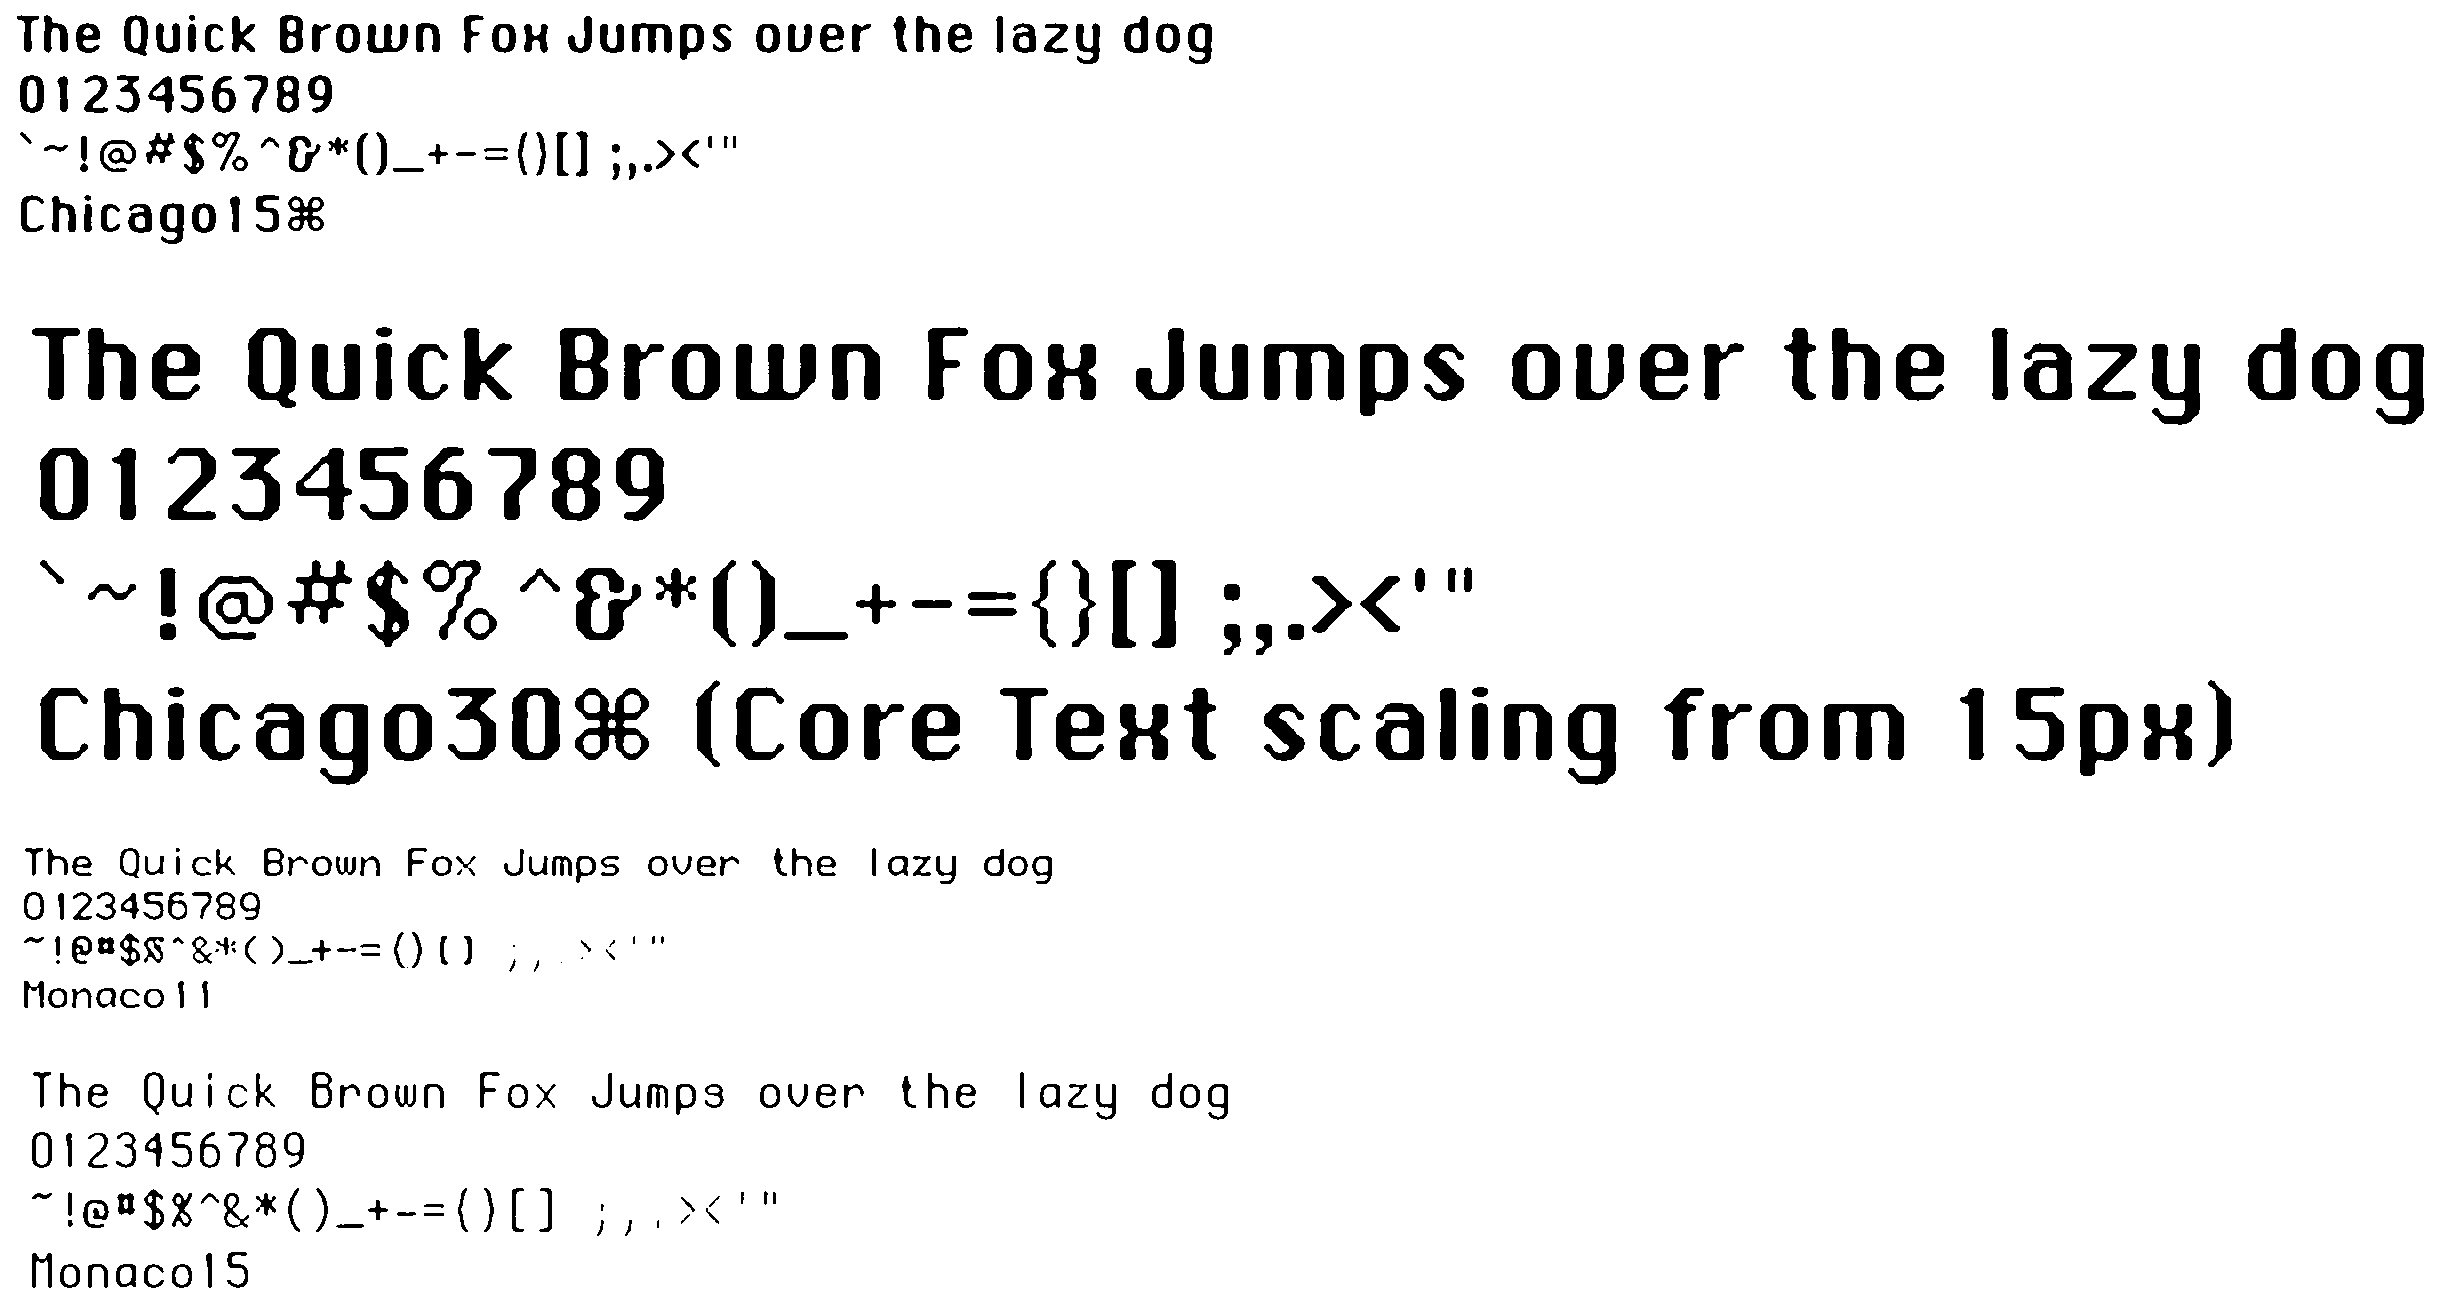 The Quick Brown Fox Jumps over the lazy dog
0123456789
`~!@#$%^&*()_+-=()[] ;,.><'"
Chicago15⌘
The Quick Brown Fox Jumps over the lazy dog
0123456789
`~!@#$%^&*()_+-={}[] ;,.><'"
Chicago30⌘ (Core Text scaling from 15px)
The Quick Brown Fox Jumps over the lazy dog
0123456789
~!@¤$%^&*()_+-=()[] ;,.><'"
Monaco11
The Quick Brown Fox Jumps over the lazy dog
0123456789
~!@¤$%^&*()_+-=()[] ;,.><'"
Monaco15